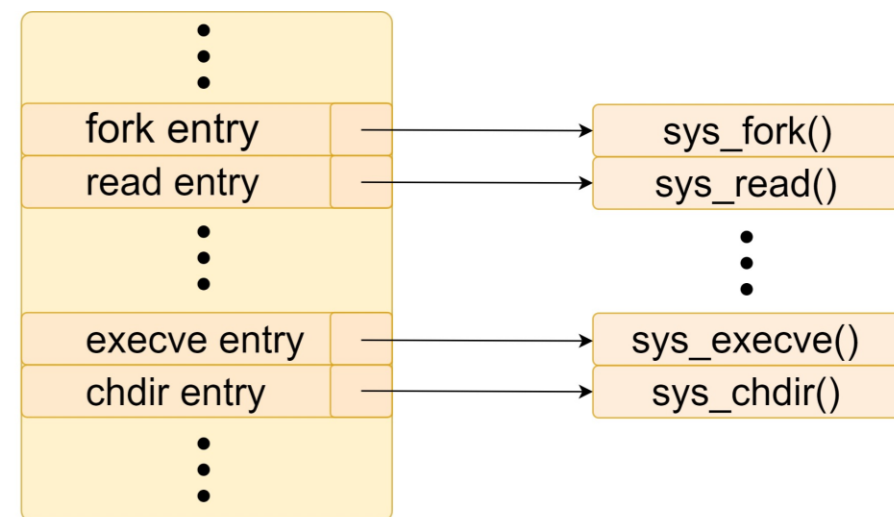 fork entry
sys_fork()
read entry
sys_read()
execve entry
sys_execve()
chdir entry
sys_chdir()